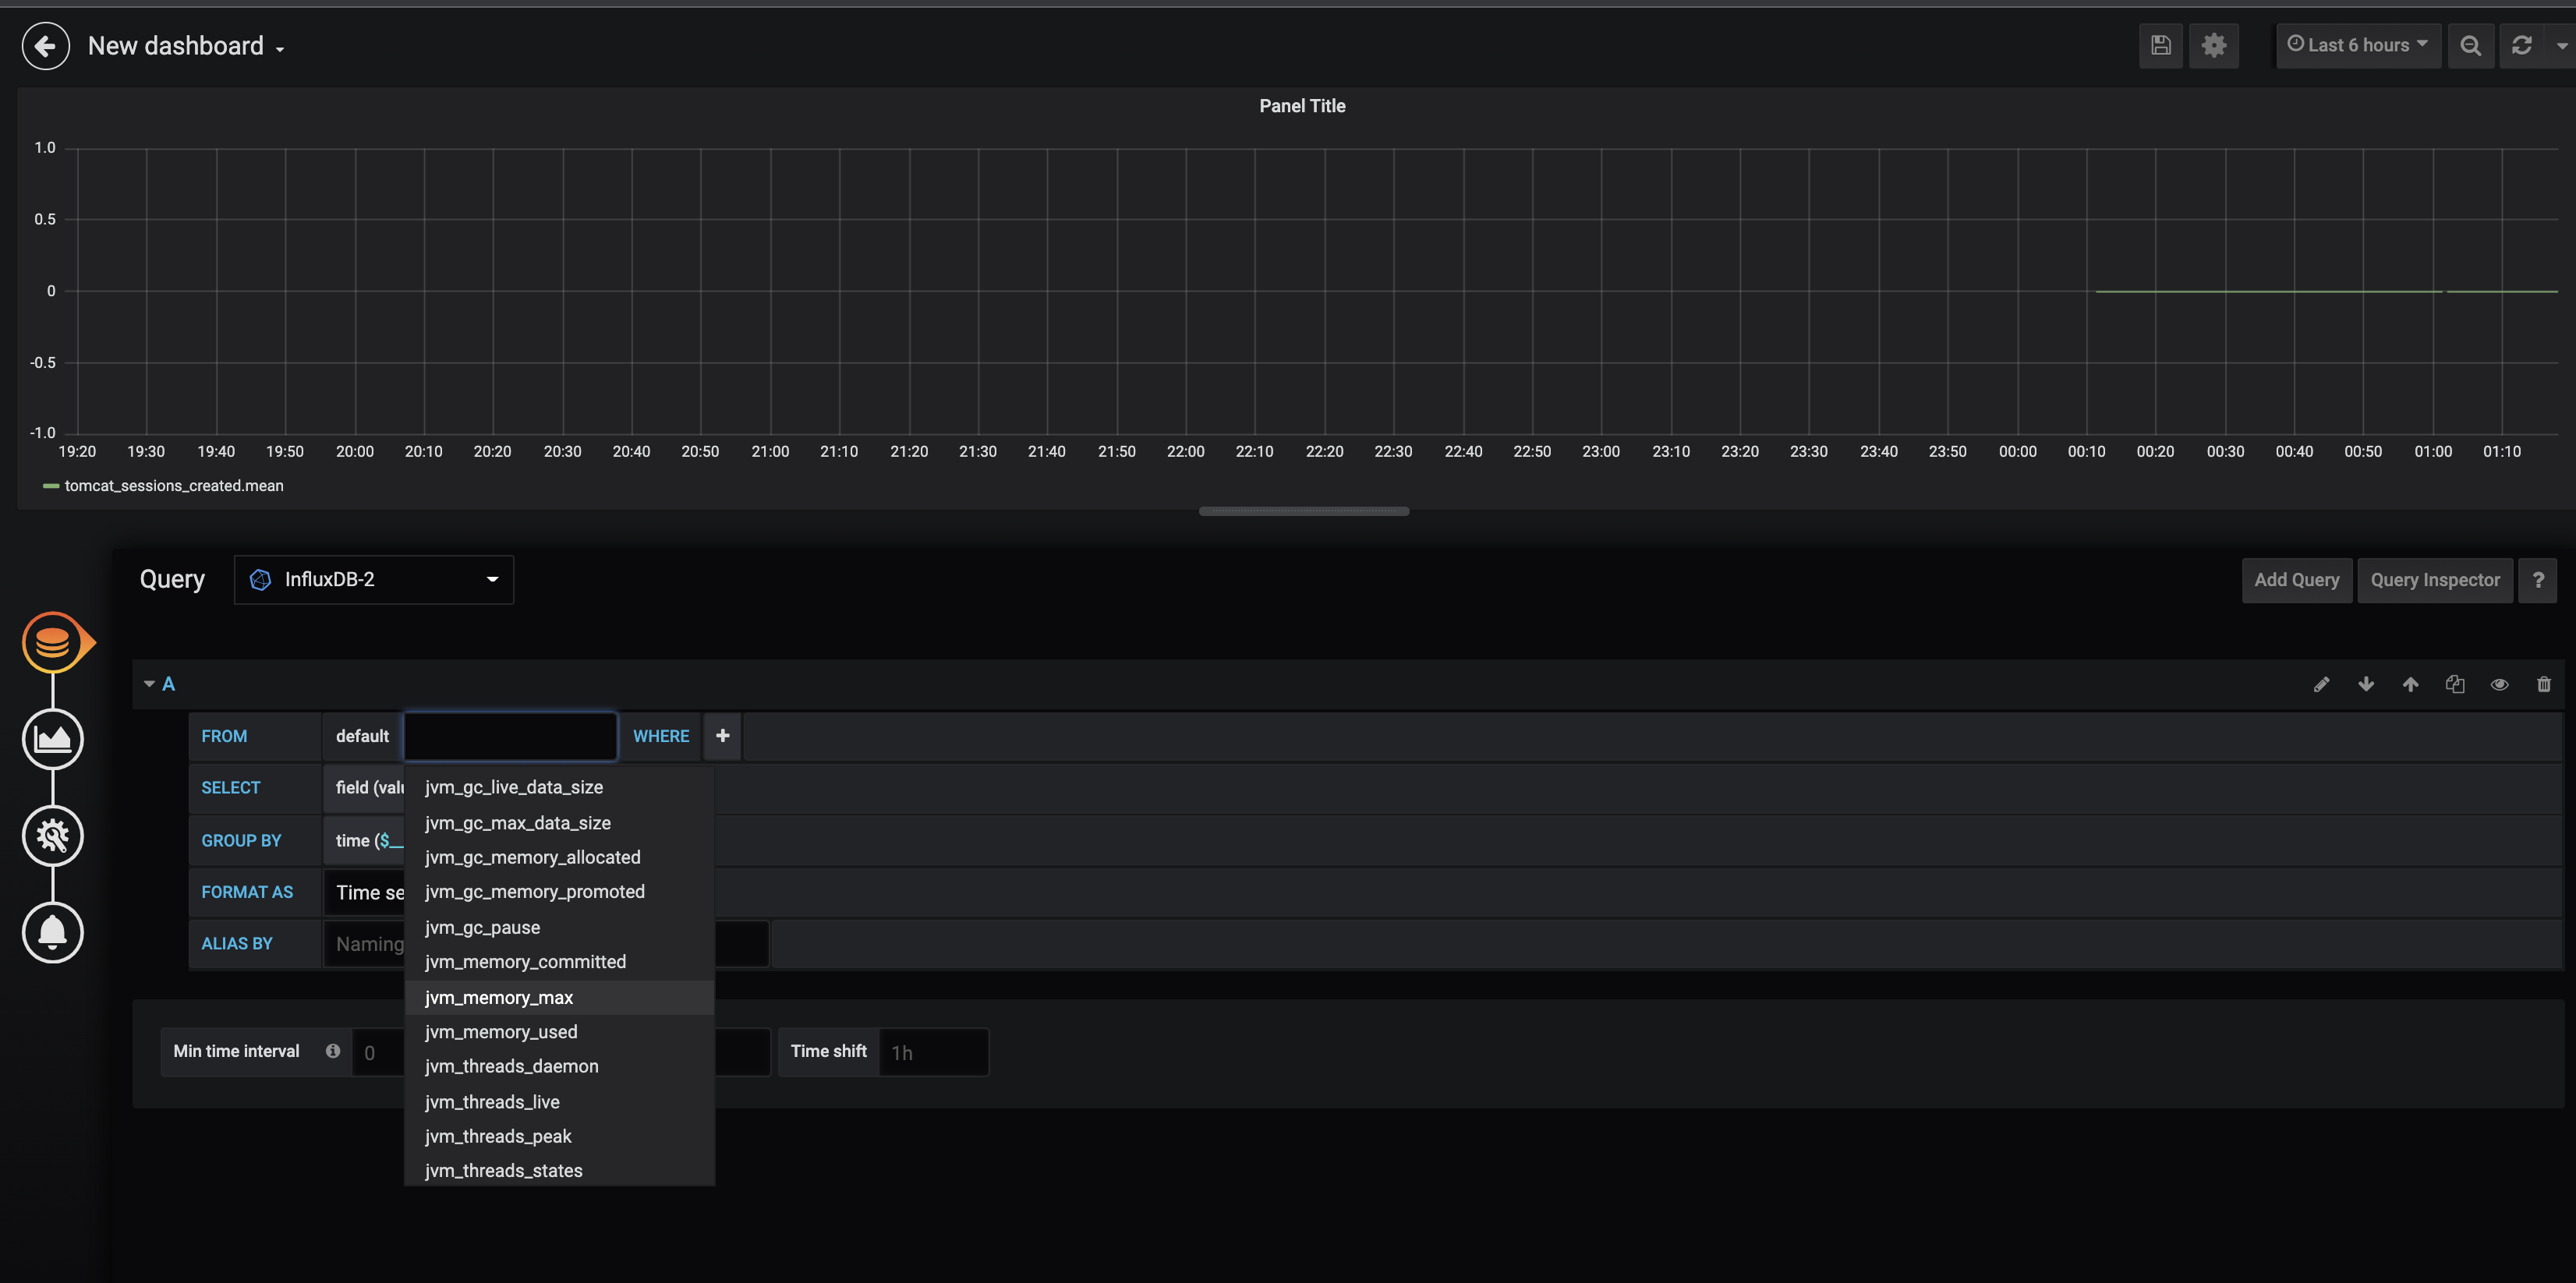 New dashboard
Last 6 hours
Panel Title
1.0
0.5
0
-0.5
-1.0
19:20 19:30 19:40 19:50 20:00 20:10 20:20 20:30 20:40 20:50 21:00 21:10 21:20 21:30 21:40 21:50 22:00 22:10 22:20 22:30 22:40 22:50 23:00 23:10 23:20 23:30 23:40 23:50 00:00 00:10 00:20 00:30 00:40 00:50 01:00 01:10
tomcat_sessions_created.mean
Query InfluxDB-2 Add Query Query Inspector ?
A
FROM default WHERE +
SELECT field (valu
GROUP BY time ($__
FORMAT AS Time se
ALIAS BY Naming
jvm_gc_live_data_size
jvm_gc_max_data_size
jvm_gc_memory_allocated
jvm_gc_memory_promoted
jvm_gc_pause
jvm_memory_committed
jvm_memory_max
jvm_memory_used
jvm_threads_daemon
jvm_threads_live
jvm_threads_peak
jvm_threads_states
Min time interval 0 Time shift 1h